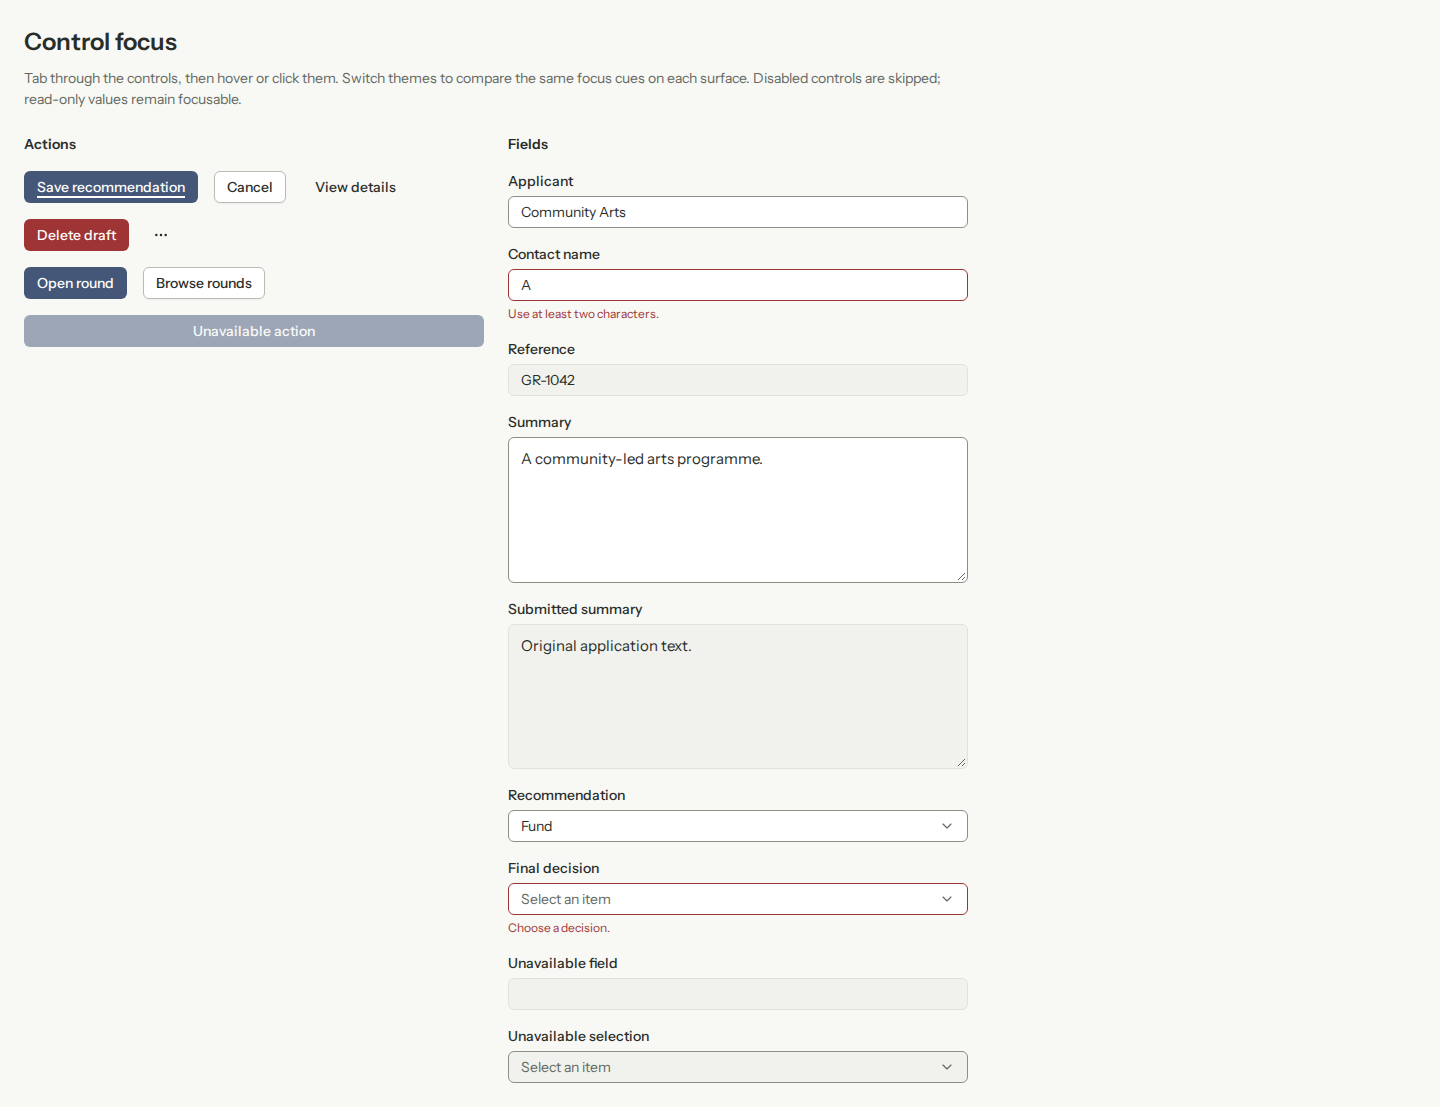 Control focus
Tab through the controls, then hover or click them. Switch themes to compare the same focus cues on each surface. Disabled controls are skipped;
read-only values remain focusable.
Actions
Save recommendation
Cancel
View details
Delete draft
...
Open round
Browse rounds
Unavailable action
Fields
Applicant
Community Arts
Contact name
A
Use at least two characters.
Reference
GR-1042
Summary
A community-led arts programme.
Submitted summary
Original application text.
Recommendation
Fund
Final decision
Select an item
Choose a decision.
Unavailable field
Unavailable selection
Select an item